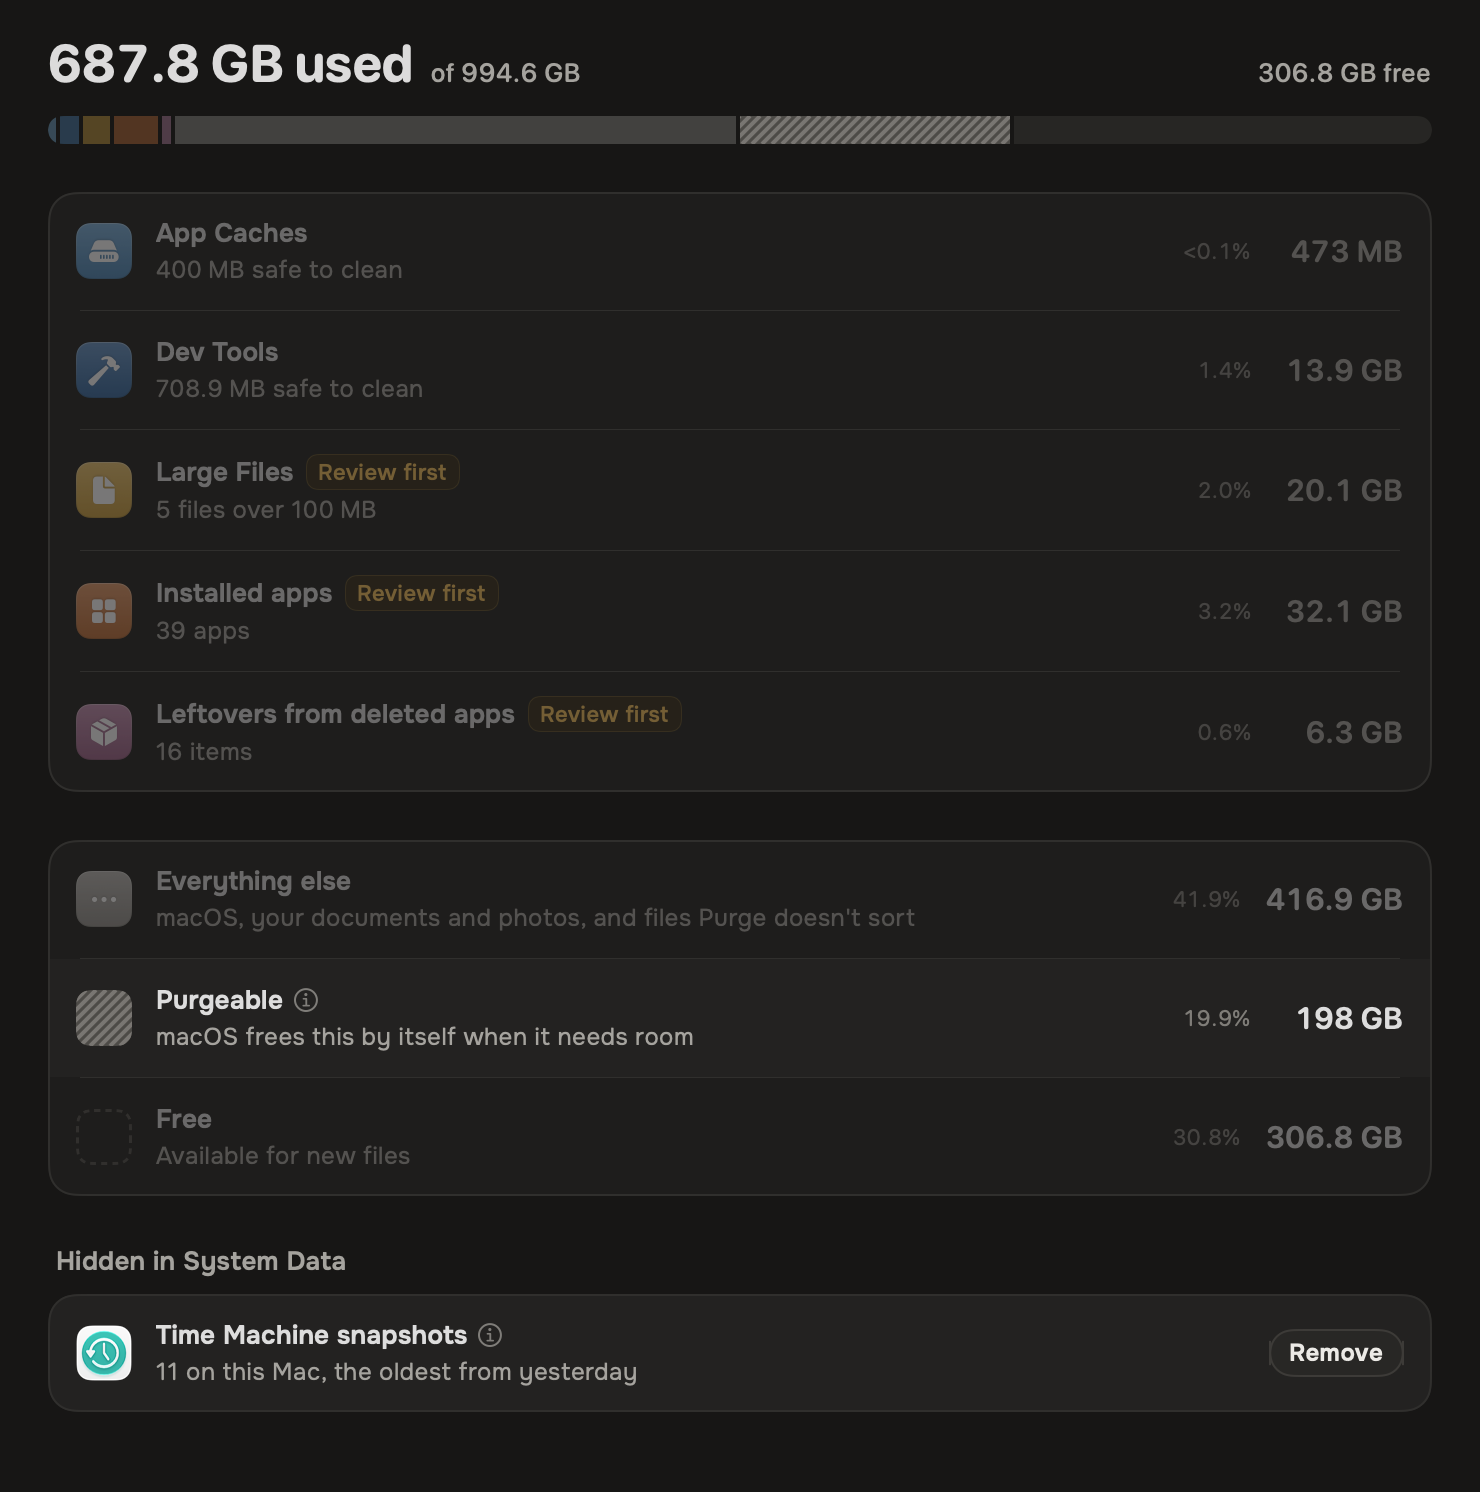 687.8 GB used of 994.6 GB 306.8 GB free
App Caches
400 MB safe to clean
<0.1% 473 MB
Dev Tools
708.9 MB safe to clean
1.4% 13.9 GB
Large Files Review first
5 files over 100 MB
2.0% 20.1 GB
Installed apps Review first
39 apps
3.2% 32.1 GB
Leftovers from deleted apps Review first
16 items
0.6% 6.3 GB
Everything else
macOS, your documents and photos, and files Purge doesn't sort
41.9% 416.9 GB
Purgeable
macOS frees this by itself when it needs room
19.9% 198 GB
Free
Available for new files
30.8% 306.8 GB
Hidden in System Data
Time Machine snapshots
11 on this Mac, the oldest from yesterday
Remove